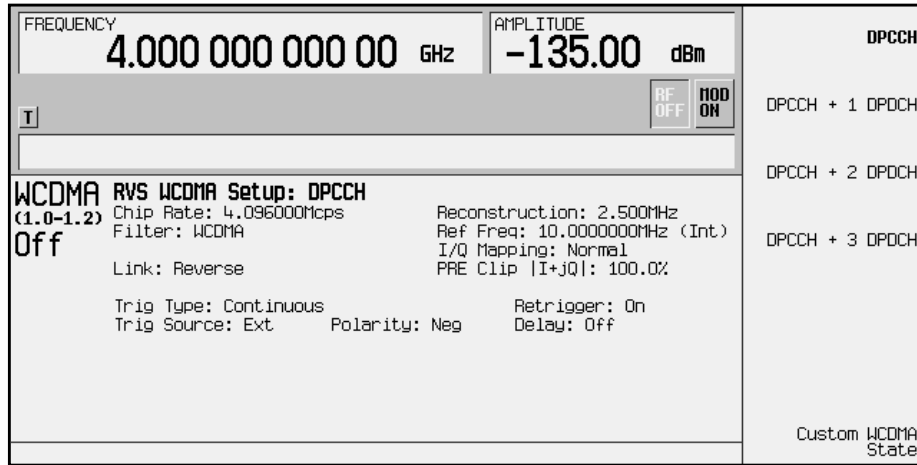 FREQUENCY
4.000 000 000 00 GHz
AMPLITUDE
-135.00 dBm
RF OFF
MOD ON
T
WCDMA
(1.0-1.2)
Off
RVS WCDMA Setup: DPCCH
Chip Rate: 4.096000Mcps Reconstruction: 2.500MHz
Filter: WCDMA Ref Freq: 10.0000000MHz (Int)
I/Q Mapping: Normal
Link: Reverse PRE Clip |I+jQ|: 100.0%
Trig Type: Continuous Retrigger: On
Trig Source: Ext Polarity: Neg Delay: Off
DPCCH
DPCCH + 1 DPDCH
DPCCH + 2 DPDCH
DPCCH + 3 DPDCH
Custom WCDMA
State